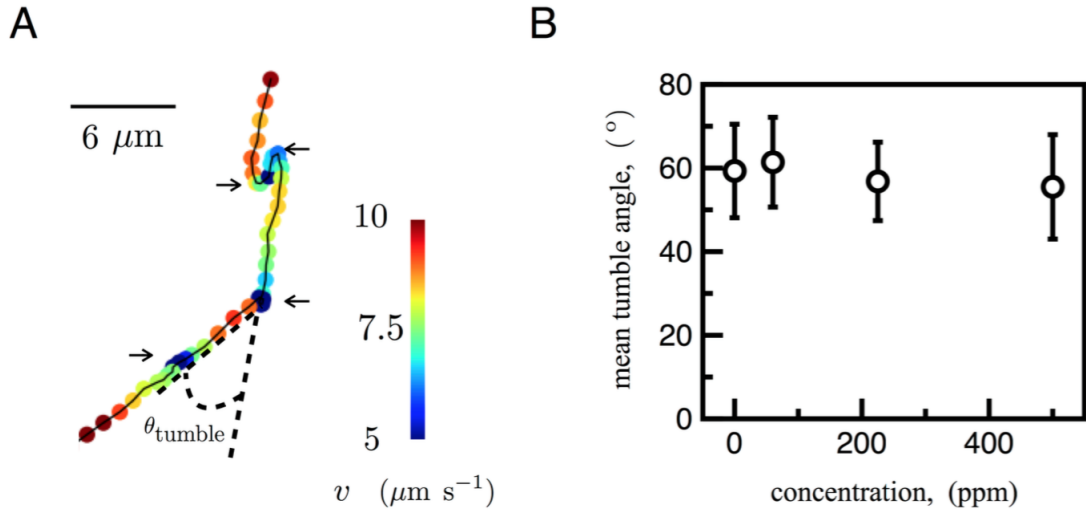 A
6 μm
10
7.5
5
θtumble
v (μm s⁻¹)
B
mean tumble angle, (°)
80
60
40
20
0
0 200 400
concentration, (ppm)